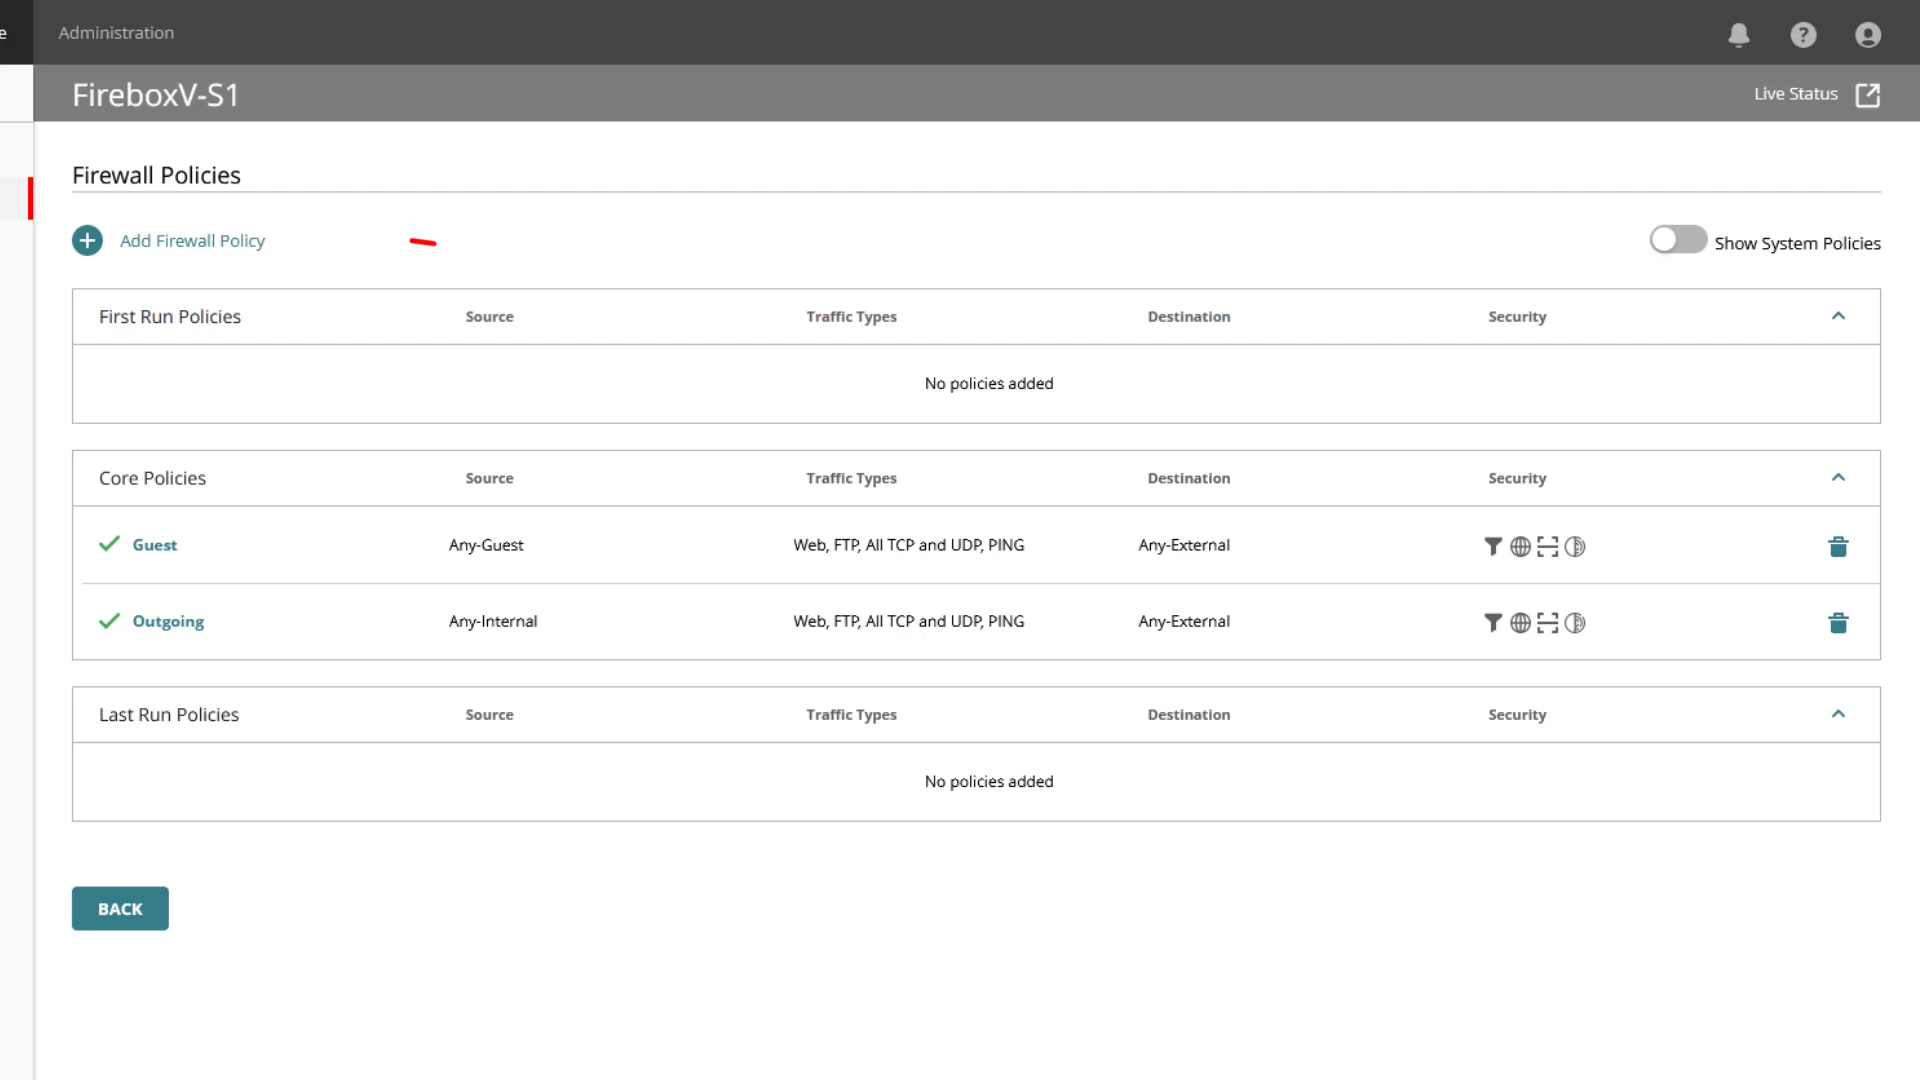 e Administration
FireboxV-S1 Live Status
Firewall Policies
Add Firewall Policy Show System Policies
First Run Policies Source Traffic Types Destination Security
No policies added
Core Policies Source Traffic Types Destination Security
Guest Any-Guest Web, FTP, All TCP and UDP, PING Any-External
Outgoing Any-Internal Web, FTP, All TCP and UDP, PING Any-External
Last Run Policies Source Traffic Types Destination Security
No policies added
BACK